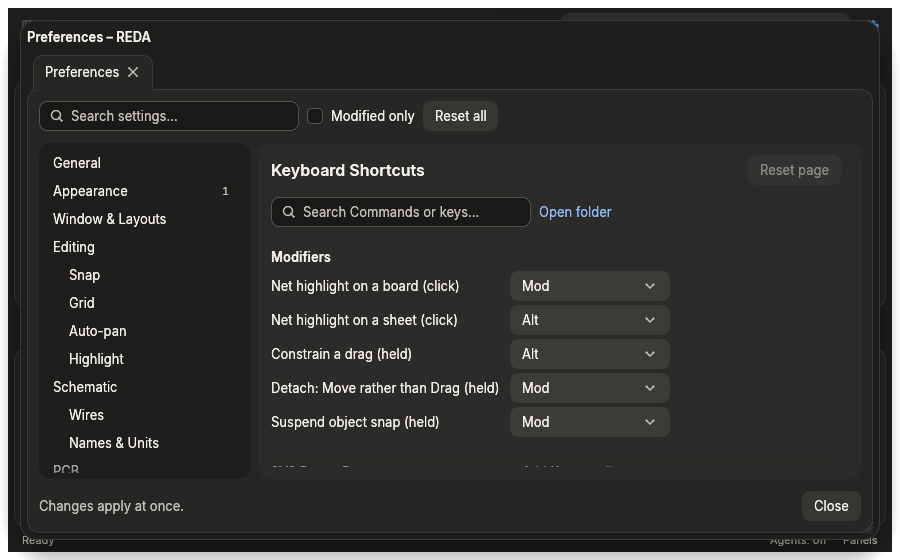 Preferences – REDA
Preferences
Search settings...
Modified only
Reset all
General
Appearance 1
Window & Layouts
Editing
Snap
Grid
Auto-pan
Highlight
Schematic
Wires
Names & Units
PCB
Keyboard Shortcuts
Reset page
Search Commands or keys...
Open folder
Modifiers
Net highlight on a board (click) Mod
Net highlight on a sheet (click) Alt
Constrain a drag (held) Alt
Detach: Move rather than Drag (held) Mod
Suspend object snap (held) Mod
Changes apply at once.
Close
Ready
Agents: off
Panels